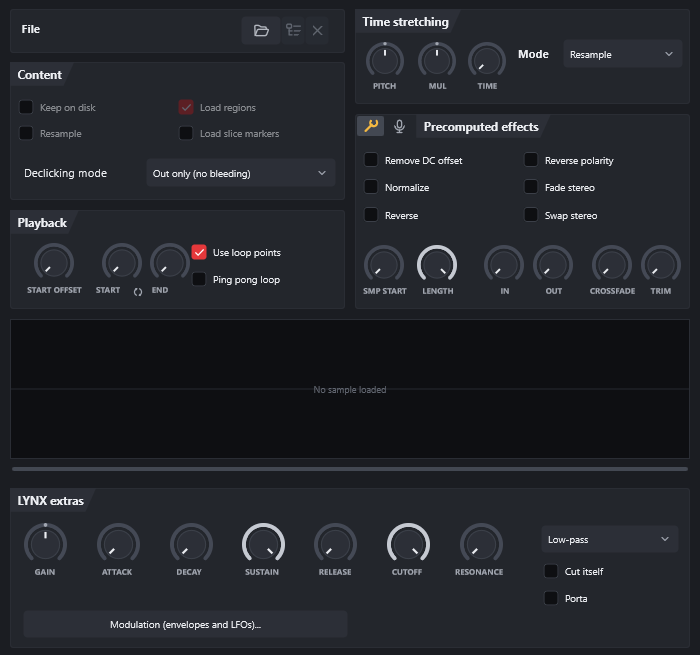 File
Content
Keep on disk
Load regions
Resample
Load slice markers
Declicking mode
Out only (no bleeding)
Playback
Use loop points
Ping pong loop
START OFFSET
START
END
Time stretching
PITCH
MUL
TIME
Mode
Resample
Precomputed effects
Remove DC offset
Reverse polarity
Normalize
Fade stereo
Reverse
Swap stereo
SMP START
LENGTH
IN
OUT
CROSSFADE
TRIM
No sample loaded
LYNX extras
GAIN
ATTACK
DECAY
SUSTAIN
RELEASE
CUTOFF
RESONANCE
Low-pass
Cut itself
Porta
Modulation (envelopes and LFOs)...